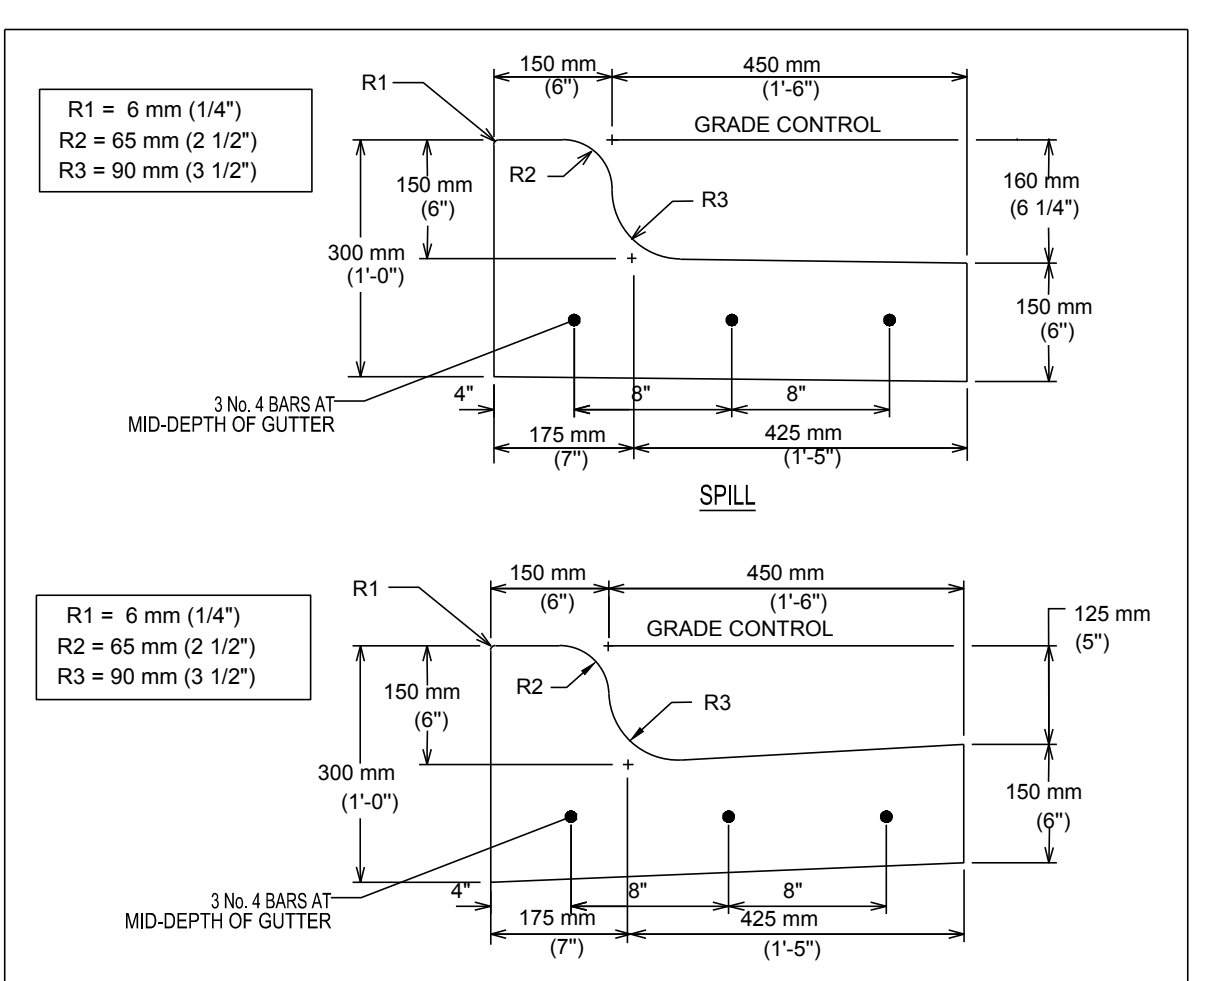 150 mm
(6")
450 mm
(1'-6")
R1
R1 = 6 mm (1/4")
R2 = 65 mm (2 1/2")
R3 = 90 mm (3 1/2")
GRADE CONTROL
150 mm
(6")
R2
R3
160 mm
(6 1/4")
300 mm
(1'-0")
150 mm
(6")
3 No. 4 BARS AT
MID-DEPTH OF GUTTER
4"
8"
8"
175 mm
(7")
425 mm
(1'-5")
SPILL
150 mm
(6")
450 mm
(1'-6")
R1
R1 = 6 mm (1/4")
R2 = 65 mm (2 1/2")
R3 = 90 mm (3 1/2")
GRADE CONTROL
125 mm
(5")
150 mm
(6")
R2
R3
300 mm
(1'-0")
150 mm
(6")
3 No. 4 BARS AT
MID-DEPTH OF GUTTER
4"
8"
8"
175 mm
(7")
425 mm
(1'-5")